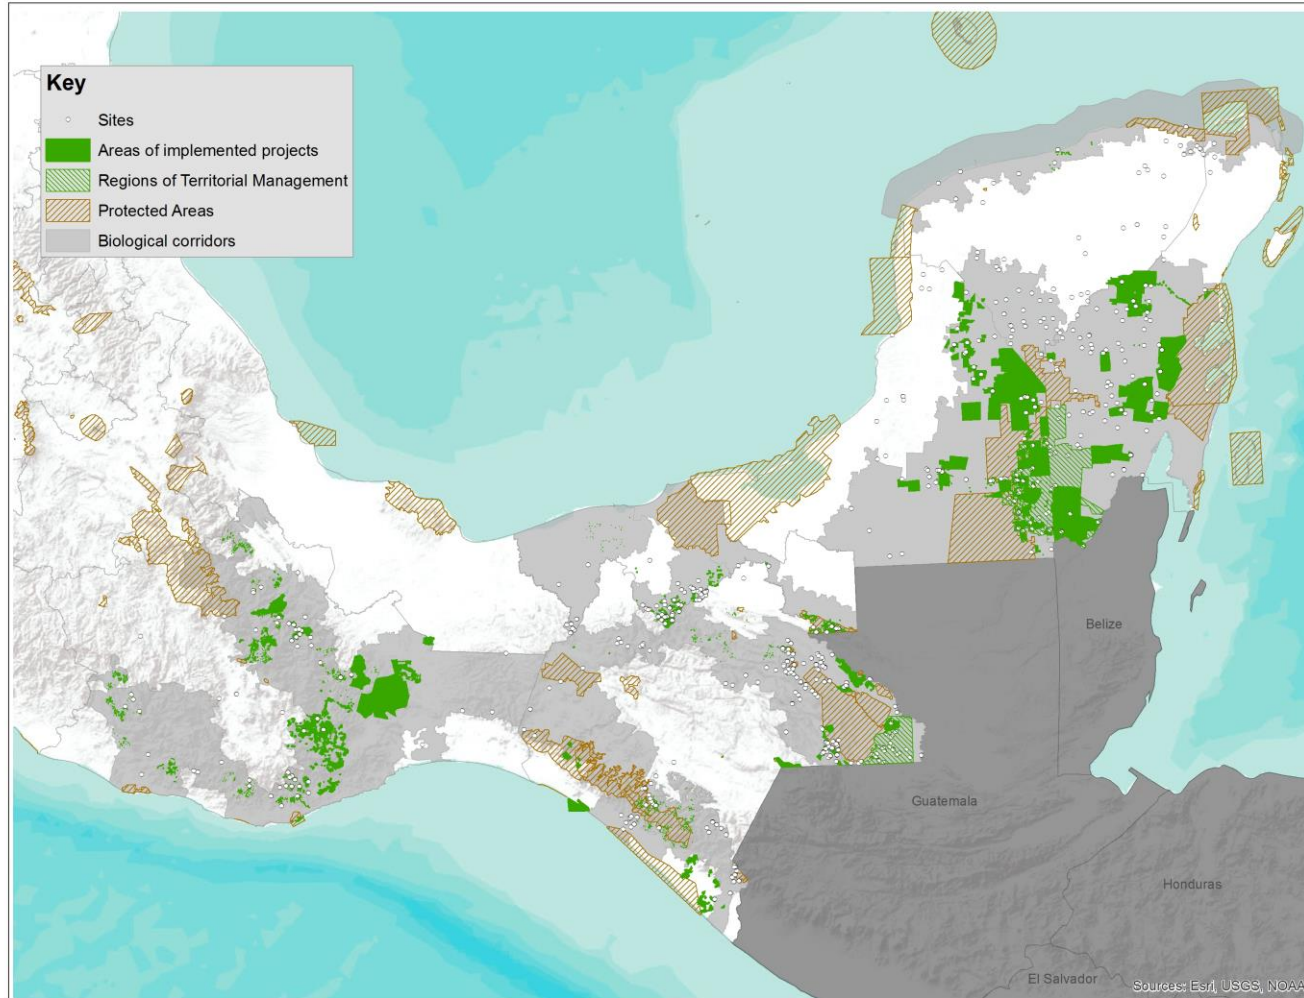 Key
Sites
Areas of implemented projects
Regions of Territorial Management
Protected Areas
Biological corridors
Belize
Guatemala
Honduras
El Salvador
Sources: Esri, USGS, NOAA